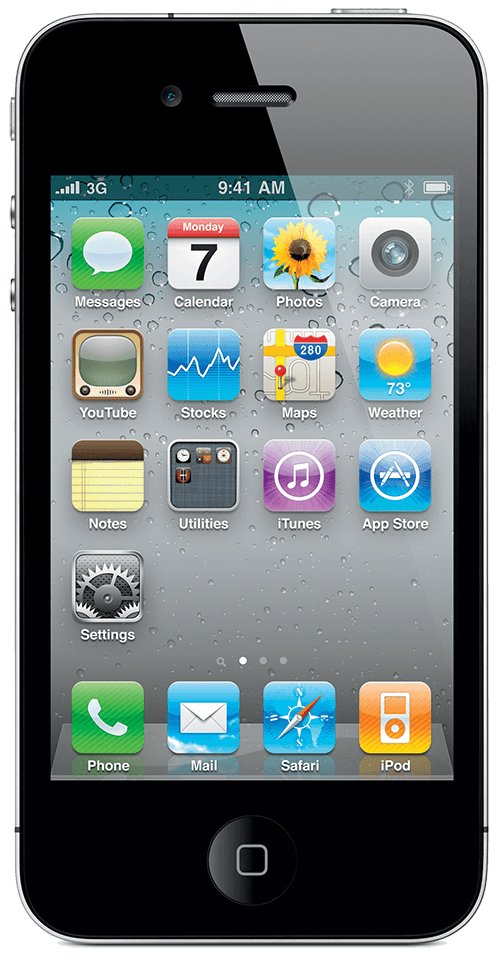 3G 9:41 AM
Monday
7
280
73°
Messages Calendar Photos Camera
YouTube Stocks Maps Weather
Notes Utilities iTunes App Store
Settings
Phone Mail Safari iPod